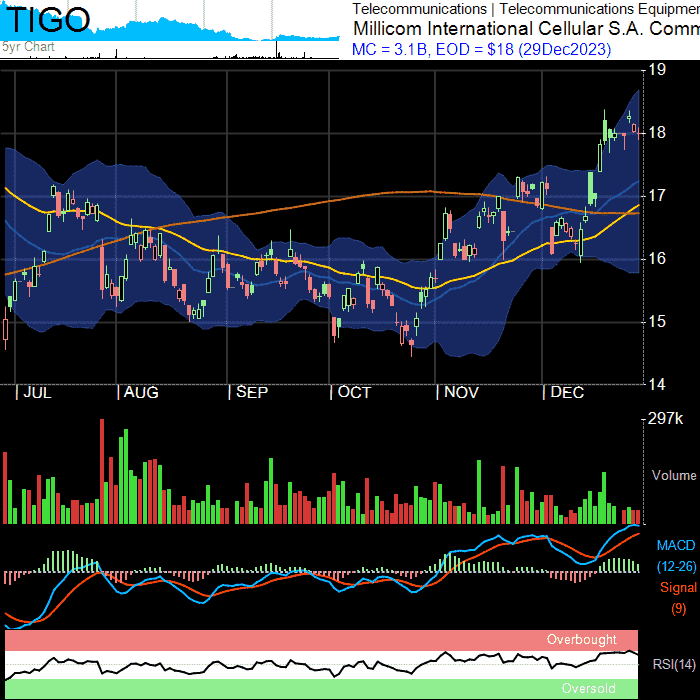 TIGO
Telecommunications | Telecommunications Equipmen
Millicom International Cellular S.A. Comm
MC = 3.1B, EOD = $18 (29Dec2023)
5yr Chart
19
18
17
16
15
14
JUL AUG SEP OCT NOV DEC
297k
Volume
MACD
(12-26)
Signal
(9)
Overbought
RSI(14)
Oversold